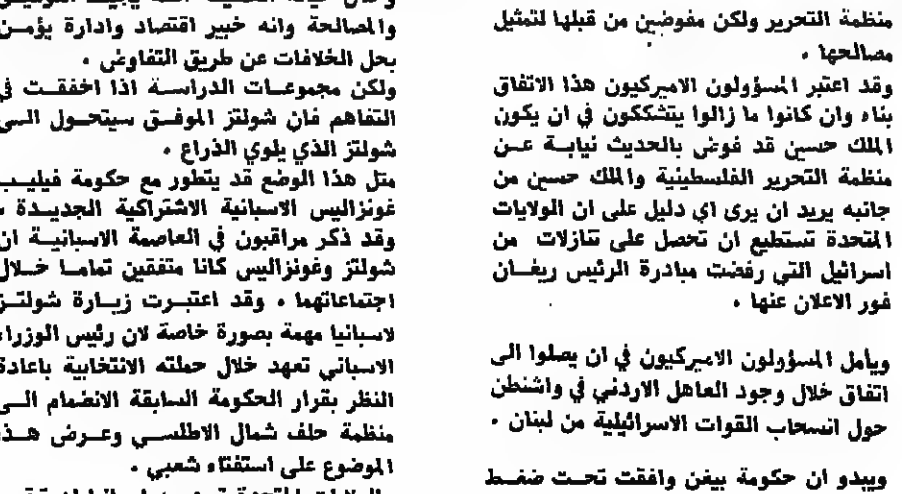 منظمة التحرير ولكن مفوضين من قبلها لتمثيل
مصالحها .
وقد اعتبر المسؤولون الاميركيون هذا الاتفاق
بناء وان كانوا ما زالوا يتشككون في ان يكون
الملك حسين قد فوض بالحديث نيابة عن
منظمة التحرير الفلسطينية والملك حسين من
جانبه يريد ان يرى اي دليل على ان الولايات
المتحدة تستطيع ان تحصل على تنازلات من
اسرائيل التي رفضت مبادرة الرئيس ريغان
فور الاعلان عنها .
ويأمل المسؤولون الاميركيون في ان يصلوا الى
اتفاق خلال وجود العاهل الاردني في واشنطن
حول انسحاب القوات الاسرائيلية من لبنان .
ويبدو ان حكومة بيغن وافقت تحت ضغط
والمصالحة وانه خبير اقتصاد وادارة يؤمن
بحل الخلافات عن طريق التفاوض .
ولكن مجموعات الدراسة اذا اخفقت في
التفاهم فان شولتز الموفق سيتحول الى
شولتز الذي يلوي الذراع .
مثل هذا الوضع قد يتطور مع حكومة فيليب
غونزاليس الاسبانية الاشتراكية الجديدة
وقد ذكر مراقبون في العاصمة الاسبانية ان
شولتز وغونزاليس كانا متفقين تماما خلال
اجتماعاتهما . وقد اعتبرت زيارة شولتز
لاسبانيا مهمة بصورة خاصة لان رئيس الوزراء
الاسباني تعهد خلال حملته الانتخابية باعادة
النظر بقرار الحكومة السابقة الانضمام الى
منظمة حلف شمال الاطلسي وعرض هذا
الموضوع على استفتاء شعبي .